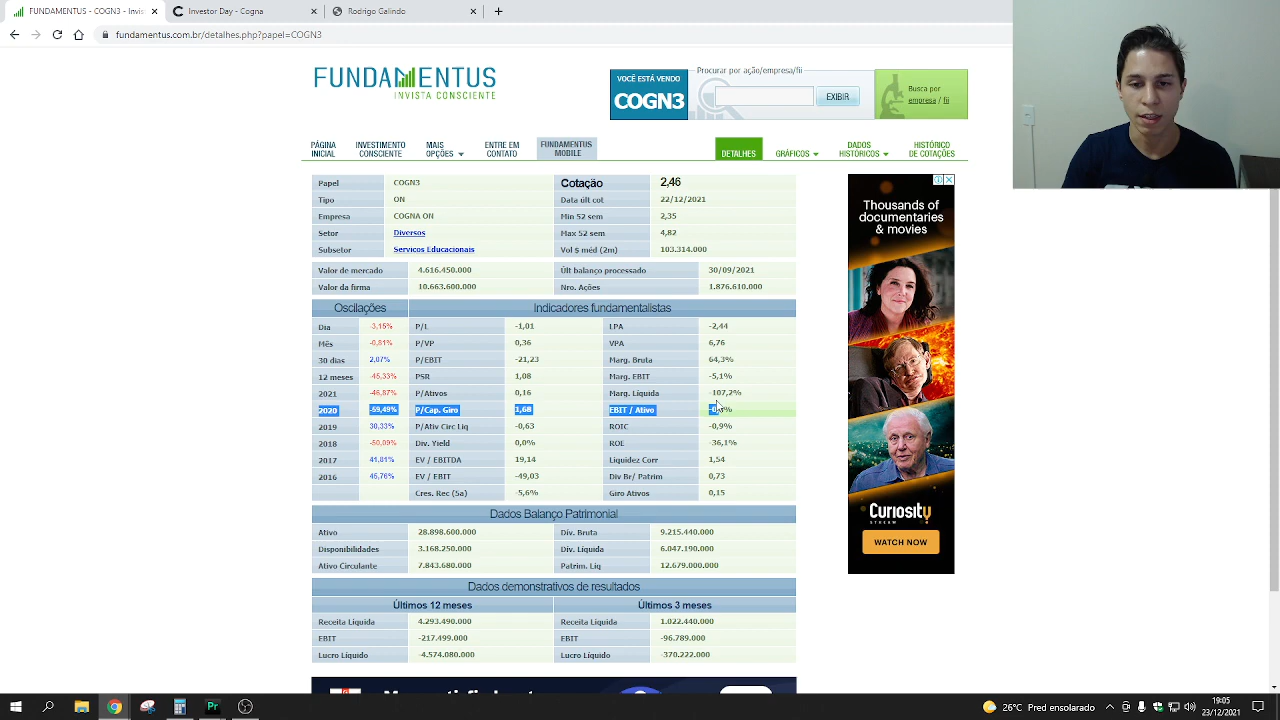 FUNDAMENTUS - COGN3 - Invist
Cogna
Rodrigo Galindo
fundamentus.com.br/detalhes.php?papel=COGN3
FUNDAMENTUS
INVISTA CONSCIENTE
VOCÊ ESTÁ VENDO
COGN3
Procurar por ação/empresa/fii
EXIBIR
Busca por
empresa / fii
PÁGINA INICIAL
INVESTIMENTO CONSCIENTE
MAIS OPÇÕES
ENTRE EM CONTATO
FUNDAMENTUS MOBILE
DETALHES
GRÁFICOS
DADOS HISTÓRICOS
HISTÓRICO DE COTAÇÕES
Papel COGN3 Cotação 2,46
Tipo ON Data últ cot 22/12/2021
Empresa COGNA ON Min 52 sem 2,35
Setor Diversos Max 52 sem 4,82
Subsetor Serviços Educacionais Vol $ méd (2m) 103.314.000
Valor de mercado 4.616.450.000 Últ balanço processado 30/09/2021
Valor da firma 10.663.600.000 Nro. Ações 1.876.610.000
Oscilações Indicadores fundamentalistas
Dia -3,15% P/L -1,01 LPA -2,44
Mês -0,81% P/VP 0,36 VPA 6,76
30 dias 2,07% P/EBIT -21,23 Marg. Bruta 64,3%
12 meses -45,33% PSR 1,08 Marg. EBIT -5,1%
2021 -46,87% P/Ativos 0,16 Marg. Líquida -107,2%
2020 -59,49% P/Cap. Giro 1,68 EBIT / Ativo
2019 30,33% P/Ativ Circ Liq -0,63 ROIC -0,9%
2018 -50,09% Div. Yield 0,0% ROE -36,1%
2017 41,81% EV / EBITDA 19,14 Liquidez Corr 1,54
2016 45,76% EV / EBIT -49,03 Div Br/ Patrim 0,73
Cres. Rec (5a) -5,6% Giro Ativos 0,15
Dados Balanço Patrimonial
Ativo 28.898.600.000 Dív. Bruta 9.215.440.000
Disponibilidades 3.168.250.000 Dív. Líquida 6.047.190.000
Ativo Circulante 7.843.680.000 Patrim. Líq 12.679.000.000
Dados demonstrativos de resultados
Últimos 12 meses Últimos 3 meses
Receita Líquida 4.293.490.000 Receita Líquida 1.022.440.000
EBIT -217.499.000 EBIT -96.789.000
Lucro Líquido -4.574.080.000 Lucro Líquido -370.222.000
Thousands of
documentaries
& movies
Curiosity
STREAM
WATCH NOW
Pr
19:05
23/12/2021